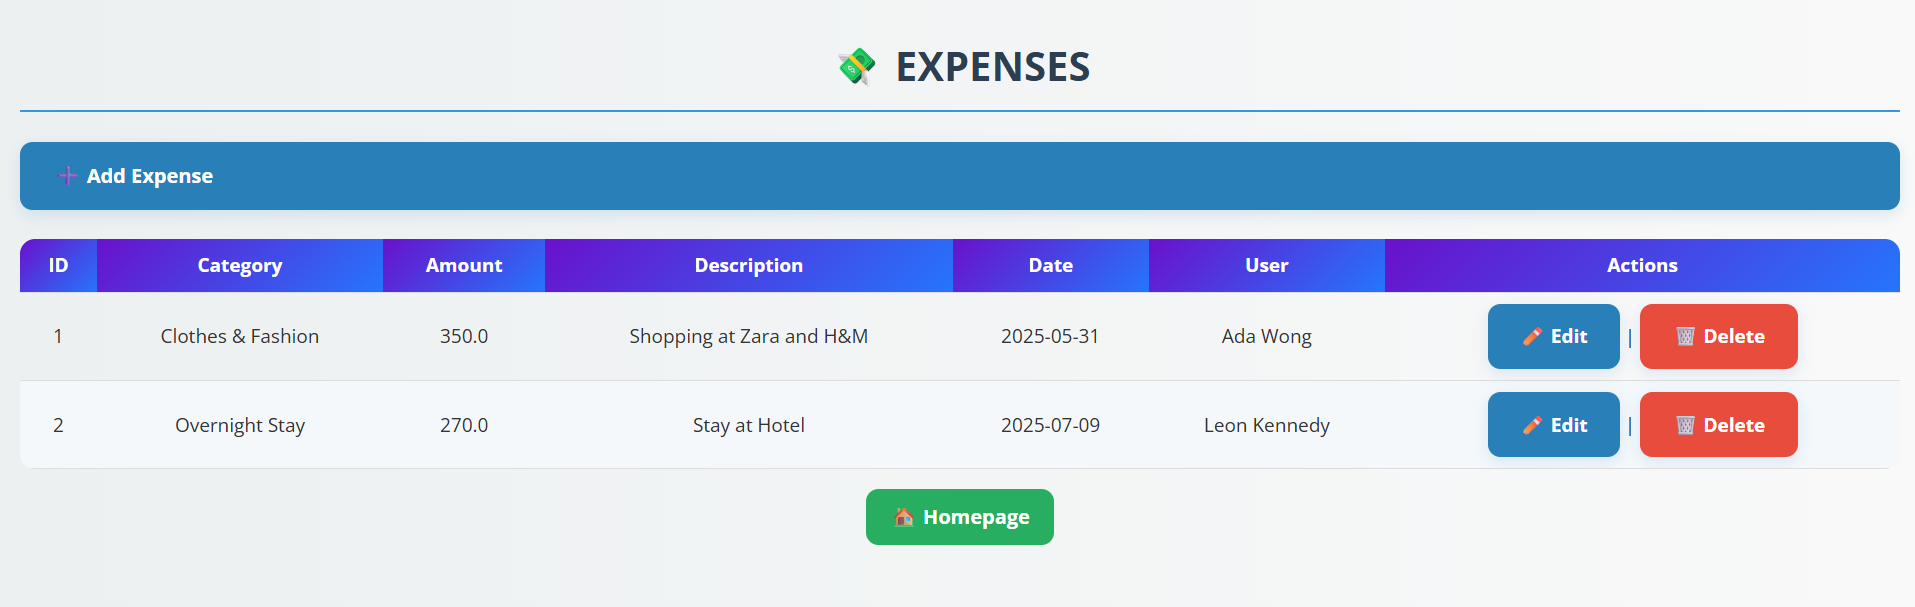 💸 EXPENSES
➕ Add Expense
ID Category Amount Description Date User Actions
1 Clothes & Fashion 350.0 Shopping at Zara and H&M 2025-05-31 Ada Wong ✏️ Edit | 🗑️ Delete
2 Overnight Stay 270.0 Stay at Hotel 2025-07-09 Leon Kennedy ✏️ Edit | 🗑️ Delete
🏠 Homepage